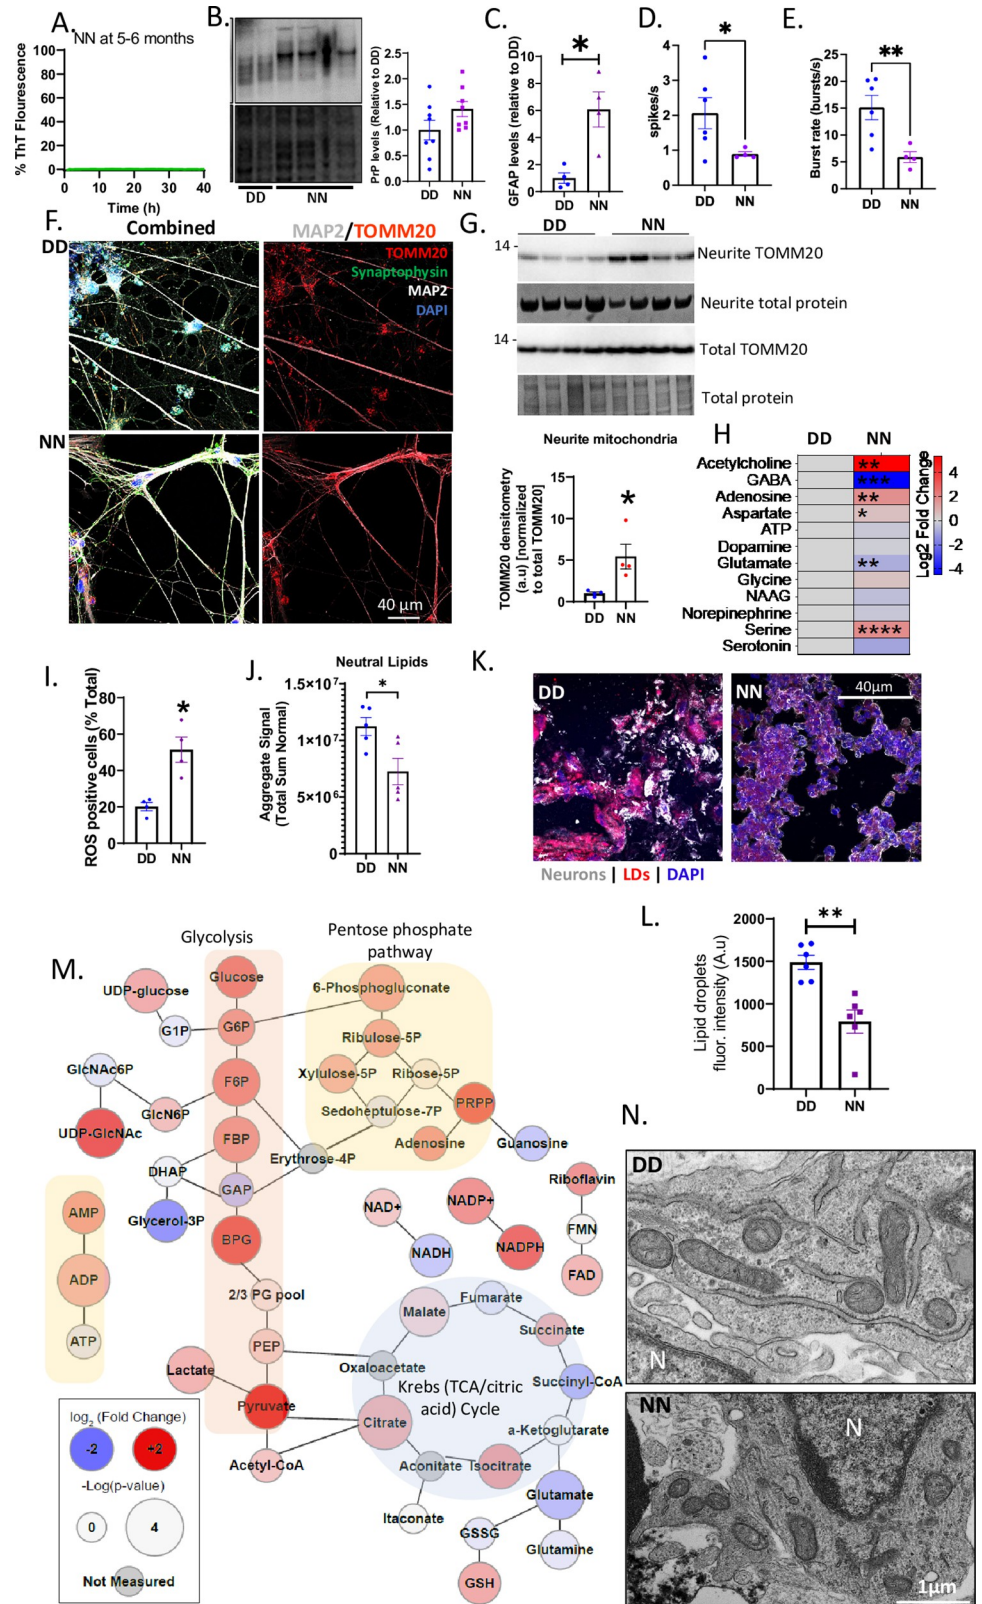 A.
NN at 5-6 months
% ThT Fluorescence
100
80
60
40
20
0
0
10
20
30
40
Time (h)
B.
DD
NN
PrP levels (Relative to DD)
2.5
2.0
1.5
1.0
0.5
0.0
DD
NN
C.
GFAP levels (relative to DD)
10
8
6
4
2
0
*
DD
NN
D.
spikes/s
4
3
2
1
0
*
DD
NN
E.
Burst rate (bursts/s)
25
20
15
10
5
0
**
DD
NN
F.
Combined
MAP2/TOMM20
DD
TOMM20
Synaptophysin
MAP2
DAPI
NN
40 µm
G.
DD
NN
14 -
Neurite TOMM20
Neurite total protein
14 -
Total TOMM20
Total protein
Neurite mitochondria
TOMM20 densitometry
(a.u) [normalized
to total TOMM20]
15
10
5
0
*
DD
NN
H
DD
NN
Acetylcholine
**
GABA
***
Adenosine
**
Aspartate
*
ATP
Dopamine
Glutamate
**
Glycine
NAAG
Norepinephrine
Serine
****
Serotonin
4
2
0
-2
-4
Log2 Fold Change
I.
ROS positive cells (% Total)
80
60
40
20
0
*
DD
NN
J.
Neutral Lipids
Aggregate Signal
(Total Sum Normal)
1.5×10⁷
1×10⁷
5×10⁶
0
*
DD
NN
K.
DD
NN
40µm
Neurons | LDs | DAPI
L.
Lipid droplets
fluor. intensity (A.u)
2000
1500
1000
500
0
**
DD
NN
M.
Glycolysis
Pentose phosphate
pathway
UDP-glucose
Glucose
6-Phosphogluconate
G1P
G6P
Ribulose-5P
GlcNAc6P
F6P
Xylulose-5P
Ribose-5P
GlcN6P
Sedoheptulose-7P
PRPP
UDP-GlcNAc
FBP
Adenosine
Guanosine
Erythrose-4P
DHAP
GAP
Riboflavin
AMP
Glycerol-3P
BPG
NAD+
NADP+
FMN
NADH
NADPH
ADP
FAD
2/3 PG pool
Fumarate
Malate
Succinate
ATP
PEP
Lactate
Oxaloacetate
Succinyl-CoA
Krebs (TCA/citric
acid) Cycle
Pyruvate
Citrate
a-Ketoglutarate
Acetyl-CoA
Aconitate
Isocitrate
Glutamate
Itaconate
GSSG
Glutamine
GSH
log₂ (Fold Change)
-2
+2
-Log(p-value)
0
4
Not Measured
N.
DD
N
NN
N
1µm